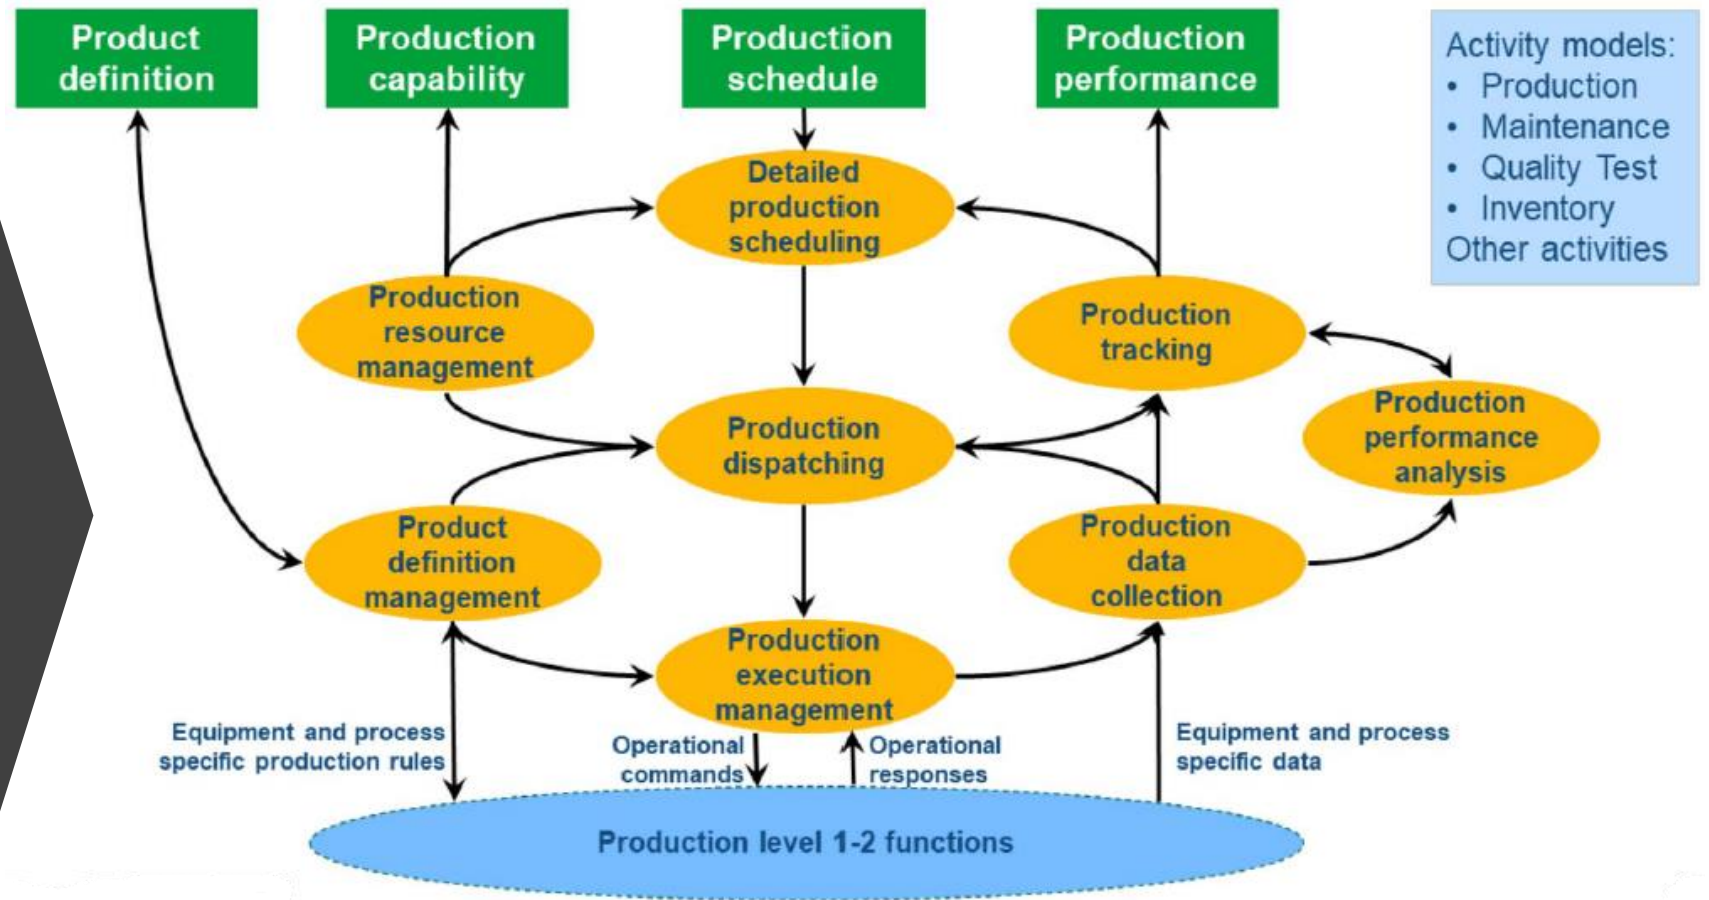 Product
definition
Production
capability
Production
schedule
Production
performance
Activity models:
• Production
• Maintenance
• Quality Test
• Inventory
Other activities
Detailed
production
scheduling
Production
resource
management
Production
tracking
Production
performance
analysis
Production
dispatching
Product
definition
management
Production
data
collection
Production
execution
management
Equipment and process
specific production rules
Operational
commands
Operational
responses
Equipment and process
specific data
Production level 1-2 functions